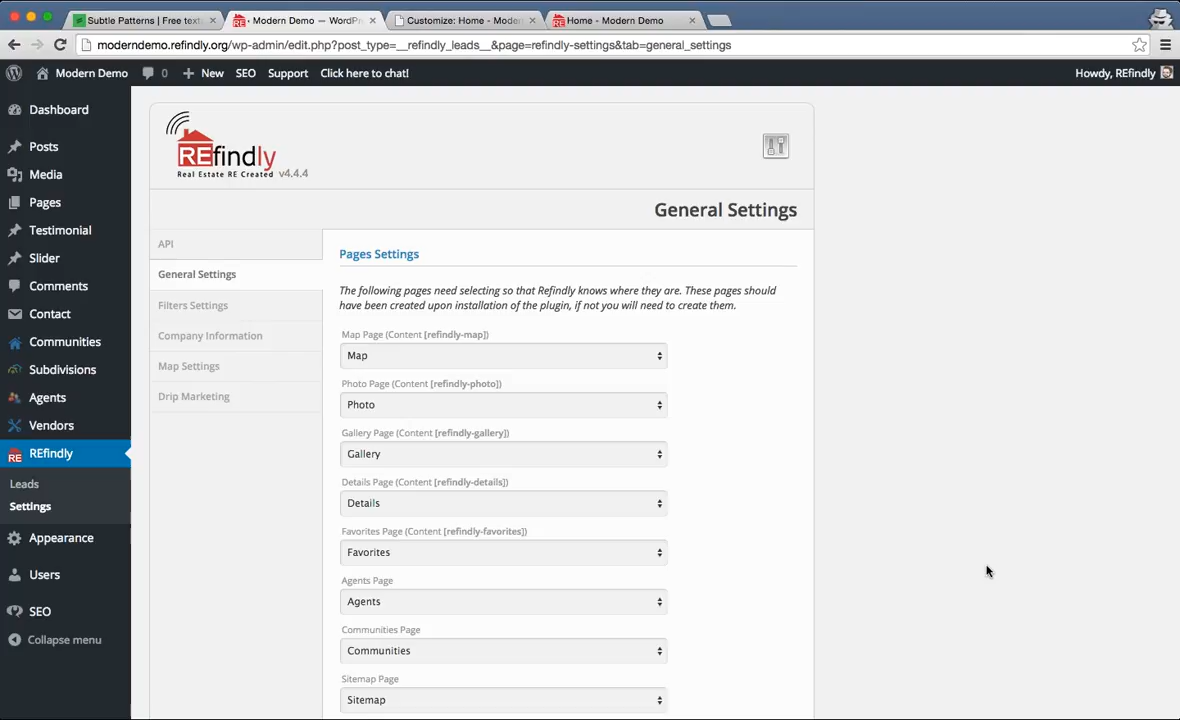 Subtle Patterns | Free text
Modern Demo — WordPr
Customize: Home - Modern
Home - Modern Demo
moderndemo.refindly.org/wp-admin/edit.php?post_type=__refindly_leads__&page=refindly-settings&tab=general_settings
Modern Demo 0 New SEO Support Click here to chat! Howdy, REfindly
Dashboard
Posts
Media
Pages
Testimonial
Slider
Comments
Contact
Communities
Subdivisions
Agents
Vendors
RE REfindly
Leads
Settings
Appearance
Users
SEO
Collapse menu
REfindly
Real Estate RE Created v4.4.4
General Settings
API
General Settings
Filters Settings
Company Information
Map Settings
Drip Marketing
Pages Settings
The following pages need selecting so that Refindly knows where they are. These pages should
have been created upon installation of the plugin, if not you will need to create them.
Map Page (Content [refindly-map])
Map
Photo Page (Content [refindly-photo])
Photo
Gallery Page (Content [refindly-gallery])
Gallery
Details Page (Content [refindly-details])
Details
Favorites Page (Content [refindly-favorites])
Favorites
Agents Page
Agents
Communities Page
Communities
Sitemap Page
Sitemap